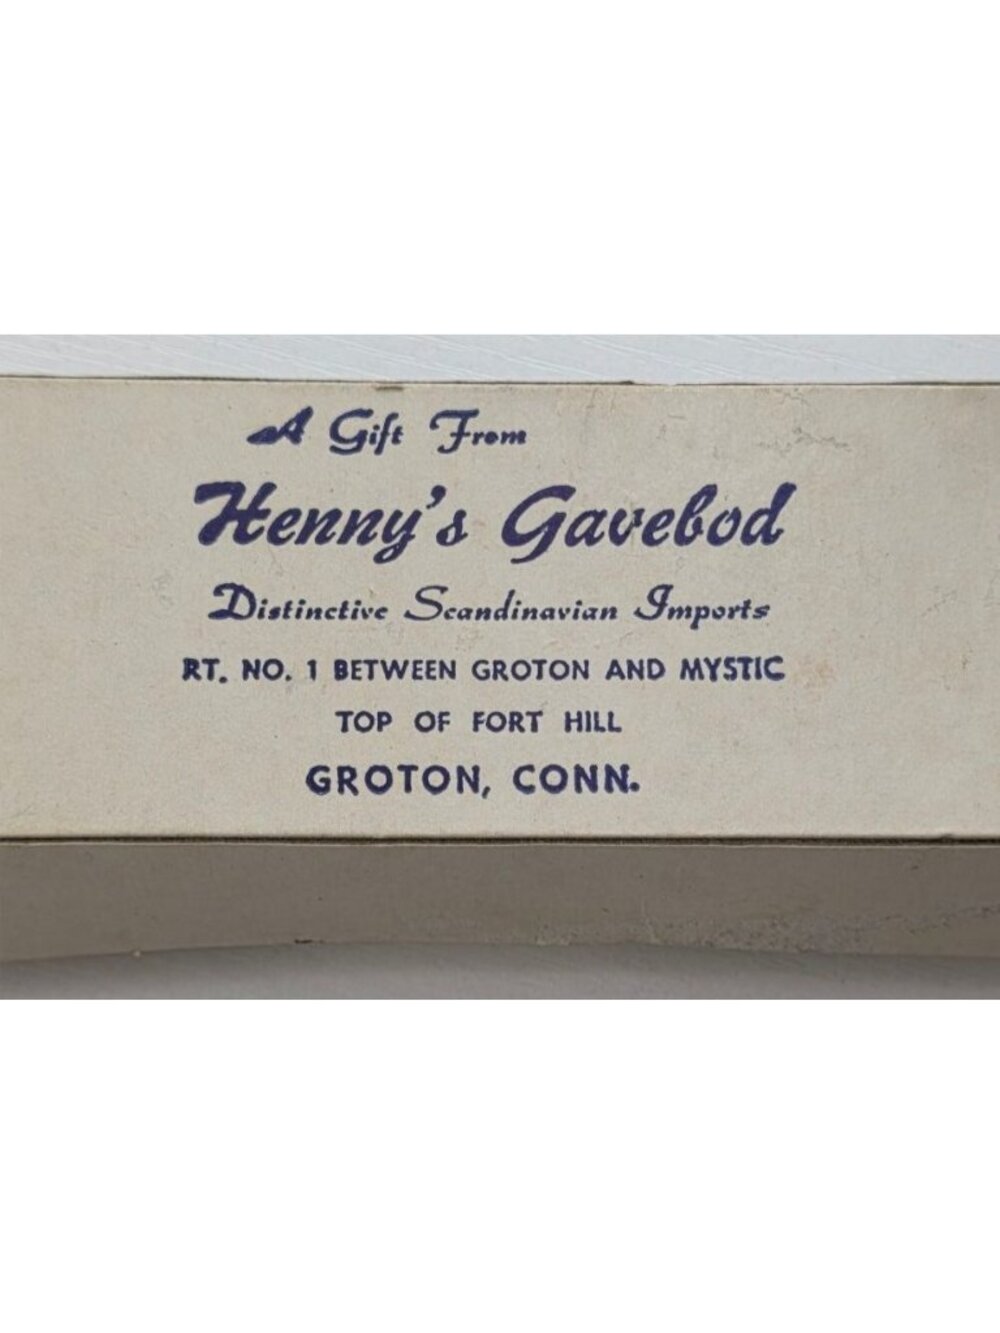 A Gift From
Henny's Gavebod
Distinctive Scandinavian Imports
RT. NO. 1 BETWEEN GROTON AND MYSTIC
TOP OF FORT HILL
GROTON, CONN.